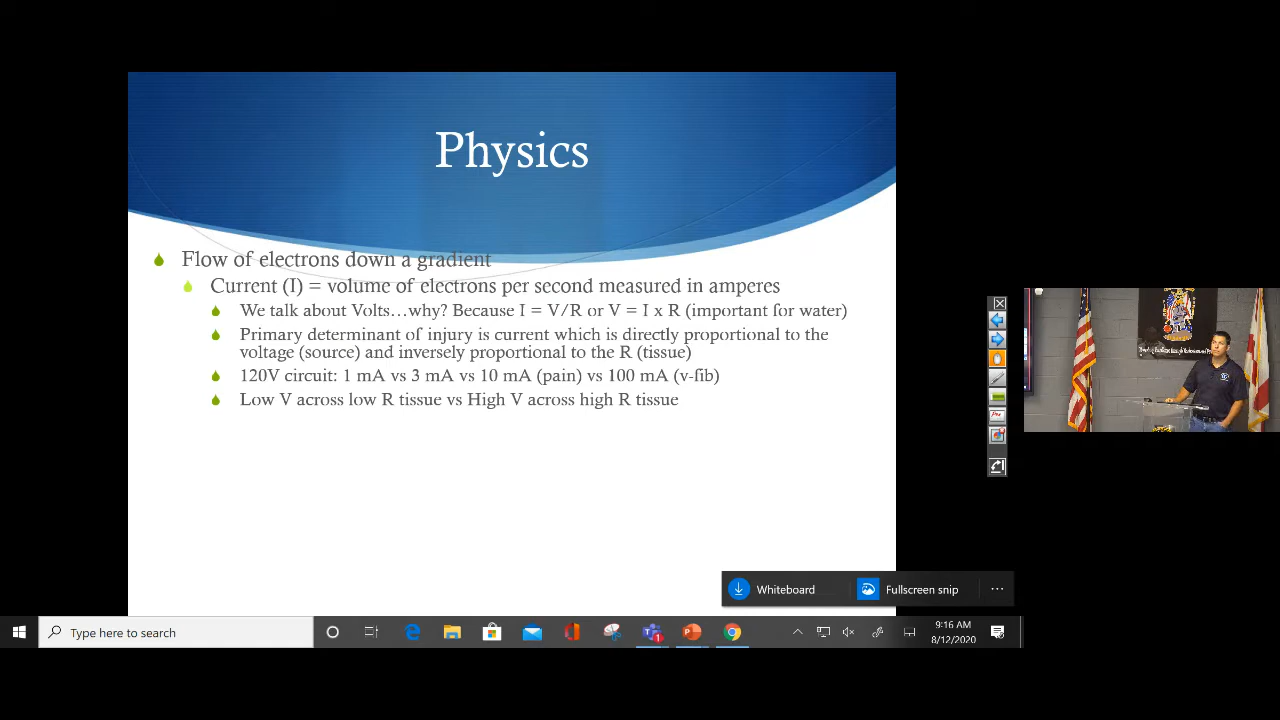 Physics
Flow of electrons down a gradient
Current (I) = volume of electrons per second measured in amperes
We talk about Volts…why? Because I = V/R or V = I x R (important for water)
Primary determinant of injury is current which is directly proportional to the
voltage (source) and inversely proportional to the R (tissue)
120V circuit: 1 mA vs 3 mA vs 10 mA (pain) vs 100 mA (v-fib)
Low V across low R tissue vs High V across high R tissue
Whiteboard
Fullscreen snip
Type here to search
9:16 AM
8/12/2020